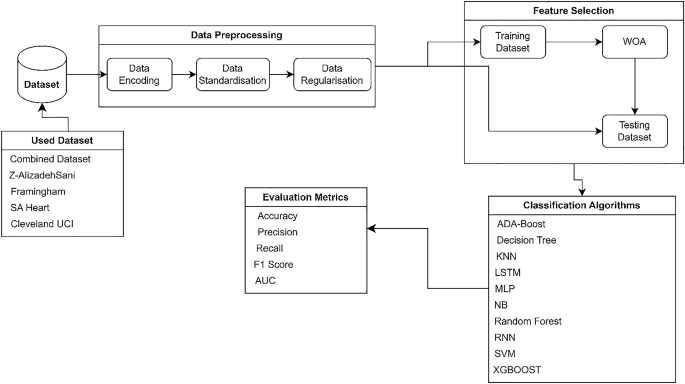 Data Preprocessing
Data
Encoding
Data
Standardisation
Data
Regularisation
Feature Selection
Training
Dataset
WOA
Testing
Dataset
Dataset
Used Dataset
Combined Dataset
Z-AlizadehSani
Framingham
SA Heart
Cleveland UCI
Evaluation Metrics
Accuracy
Precision
Recall
F1 Score
AUC
Classification Algorithms
ADA-Boost
Decision Tree
KNN
LSTM
MLP
NB
Random Forest
RNN
SVM
XGBOOST